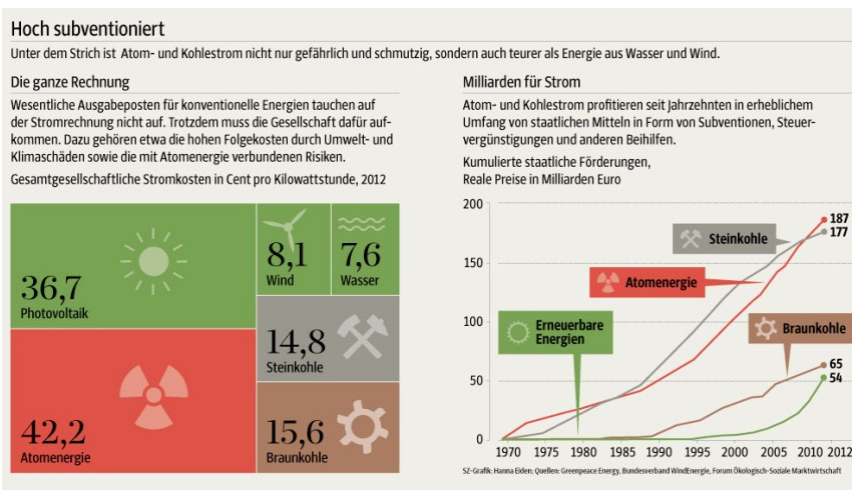 Hoch subventioniert
Unter dem Strich ist Atom- und Kohlestrom nicht nur gefährlich und schmutzig, sondern auch teurer als Energie aus Wasser und Wind.
Die ganze Rechnung
Wesentliche Ausgabeposten für konventionelle Energien tauchen auf
der Stromrechnung nicht auf. Trotzdem muss die Gesellschaft dafür auf-
kommen. Dazu gehören etwa die hohen Folgekosten durch Umwelt- und
Klimaschäden sowie die mit Atomenergie verbundenen Risiken.
Gesamtgesellschaftliche Stromkosten in Cent pro Kilowattstunde, 2012
36,7
Photovoltaik
8,1
Wind
7,6
Wasser
14,8
Steinkohle
42,2
Atomenergie
15,6
Braunkohle
Milliarden für Strom
Atom- und Kohlestrom profitieren seit Jahrzehnten in erheblichem
Umfang von staatlichen Mitteln in Form von Subventionen, Steuer-
vergünstigungen und anderen Beihilfen.
Kumulierte staatliche Förderungen,
Reale Preise in Milliarden Euro
200
150
100
50
0
187
177
Steinkohle
Atomenergie
Erneuerbare
Energien
Braunkohle
65
54
1970 1975 1980 1985 1990 1995 2000 2005 2010 2012
SZ-Grafik: Hanna Eiden; Quellen: Greenpeace Energy, Bundesverband WindEnergie, Forum Ökologisch-Soziale Marktwirtschaft